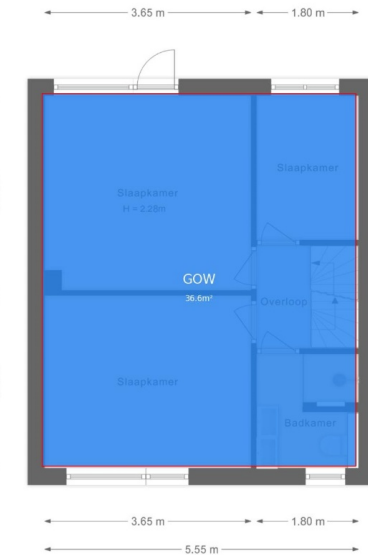 3.65 m 1.80 m
Slaapkamer
H = 2.28m
Slaapkamer
GOW
36.6m²
Overloop
Slaapkamer
Badkamer
3.65 m 1.80 m
5.55 m